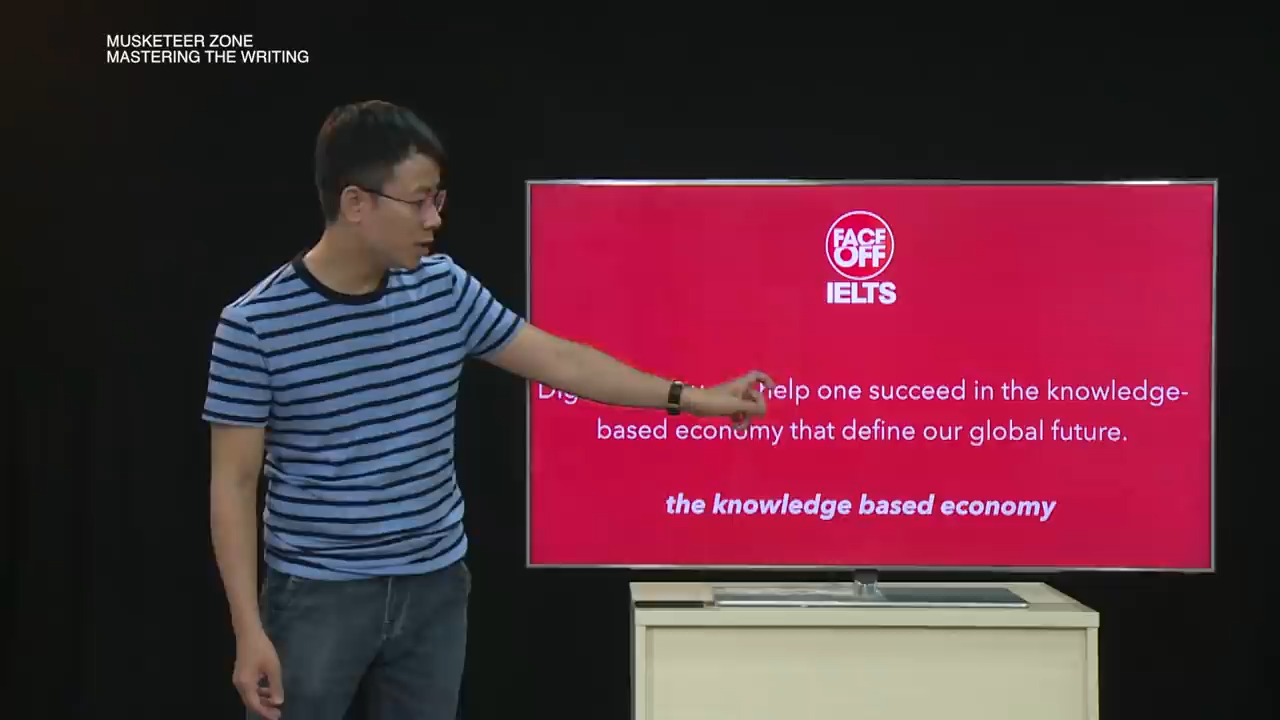 MUSKETEER ZONE
MASTERING THE WRITING
FACE
OFF
IELTS
help one succeed in the knowledge-
based economy that define our global future.
the knowledge based economy